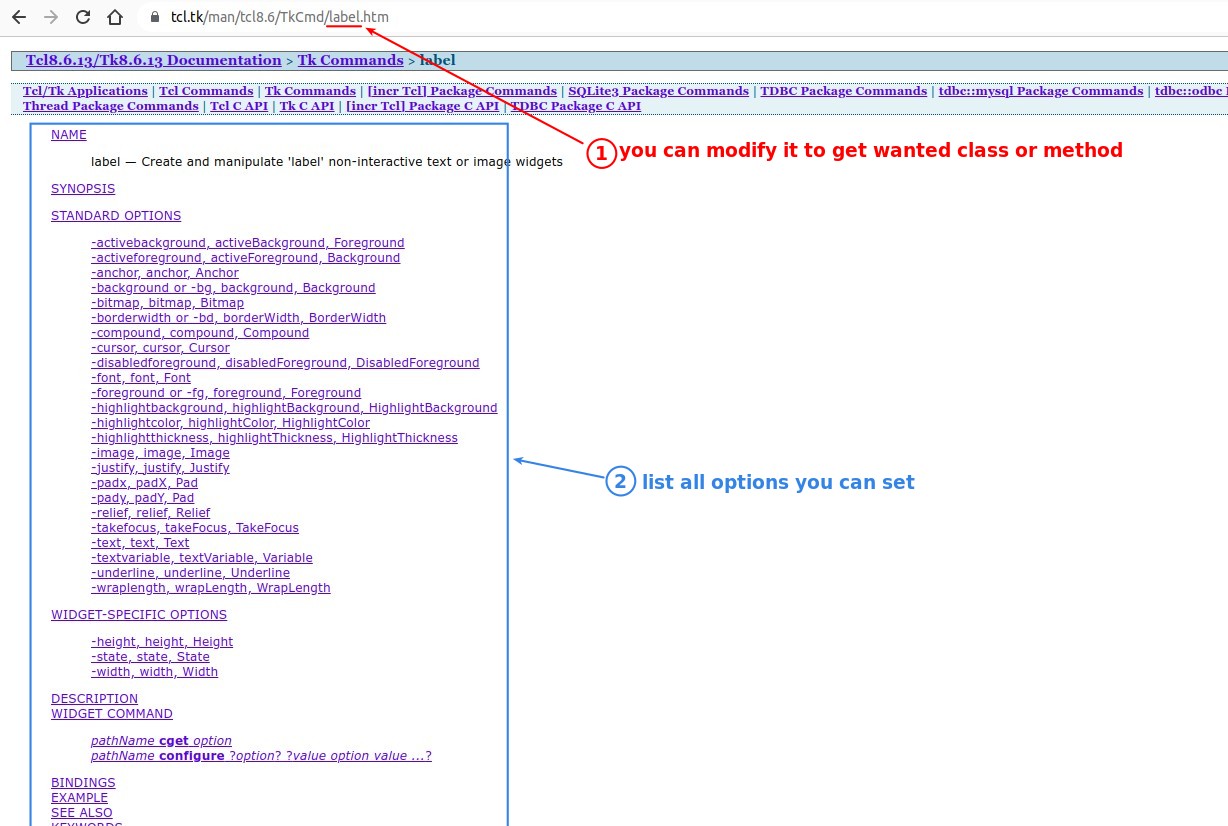 tcl.tk/man/tcl8.6/TkCmd/label.htm
Tcl8.6.13/Tk8.6.13 Documentation > Tk Commands > label
Tcl/Tk Applications | Tcl Commands | Tk Commands | [incr Tcl] Package Commands | SQLite3 Package Commands | TDBC Package Commands | tdbc::mysql Package Commands | tdbc::odbc
Thread Package Commands | Tcl C API | Tk C API | [incr Tcl] Package C API | TDBC Package C API
NAME
label — Create and manipulate 'label' non-interactive text or image widgets
1 you can modify it to get wanted class or method
SYNOPSIS
STANDARD OPTIONS
-activebackground, activeBackground, Foreground
-activeforeground, activeForeground, Background
-anchor, anchor, Anchor
-background or -bg, background, Background
-bitmap, bitmap, Bitmap
-borderwidth or -bd, borderWidth, BorderWidth
-compound, compound, Compound
-cursor, cursor, Cursor
-disabledforeground, disabledForeground, DisabledForeground
-font, font, Font
-foreground or -fg, foreground, Foreground
-highlightbackground, highlightBackground, HighlightBackground
-highlightcolor, highlightColor, HighlightColor
-highlightthickness, highlightThickness, HighlightThickness
-image, image, Image
-justify, justify, Justify
-padx, padX, Pad
2 list all options you can set
-pady, padY, Pad
-relief, relief, Relief
-takefocus, takeFocus, TakeFocus
-text, text, Text
-textvariable, textVariable, Variable
-underline, underline, Underline
-wraplength, wrapLength, WrapLength
WIDGET-SPECIFIC OPTIONS
-height, height, Height
-state, state, State
-width, width, Width
DESCRIPTION
WIDGET COMMAND
pathName cget option
pathName configure ?option? ?value option value ...?
BINDINGS
EXAMPLE
SEE ALSO
KEYWORDS